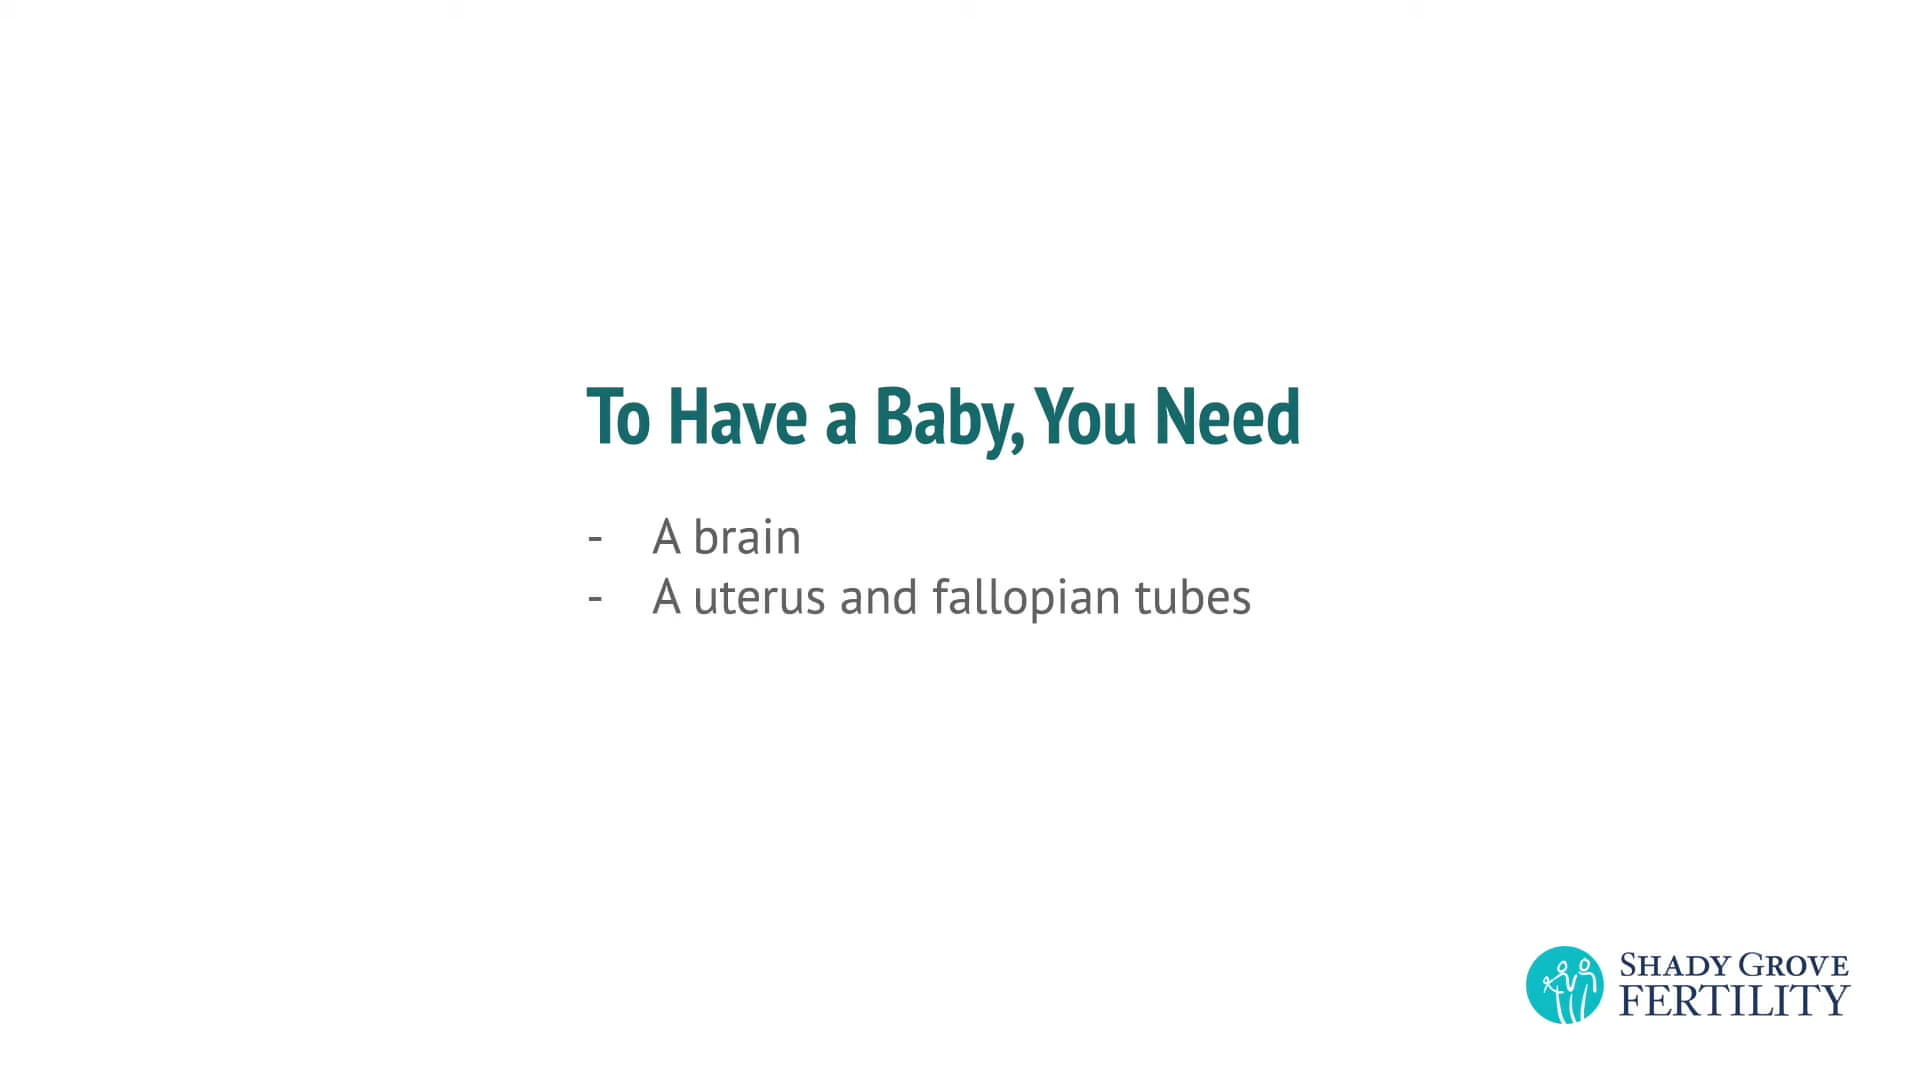 To Have a Baby, You Need
- A brain
- A uterus and fallopian tubes
SHADY GROVE
FERTILITY